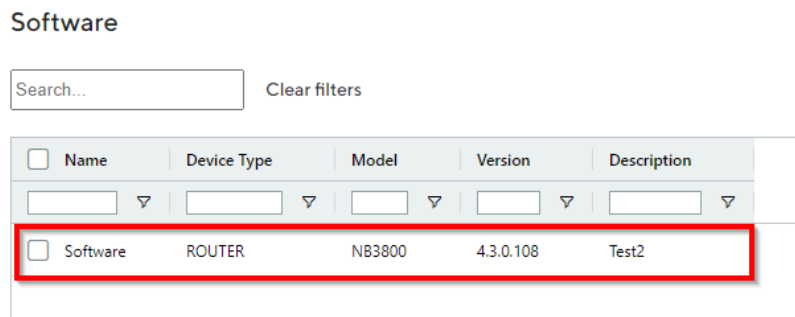 Software
Search... Clear filters
Name Device Type Model Version Description
Software ROUTER NB3800 4.3.0.108 Test2